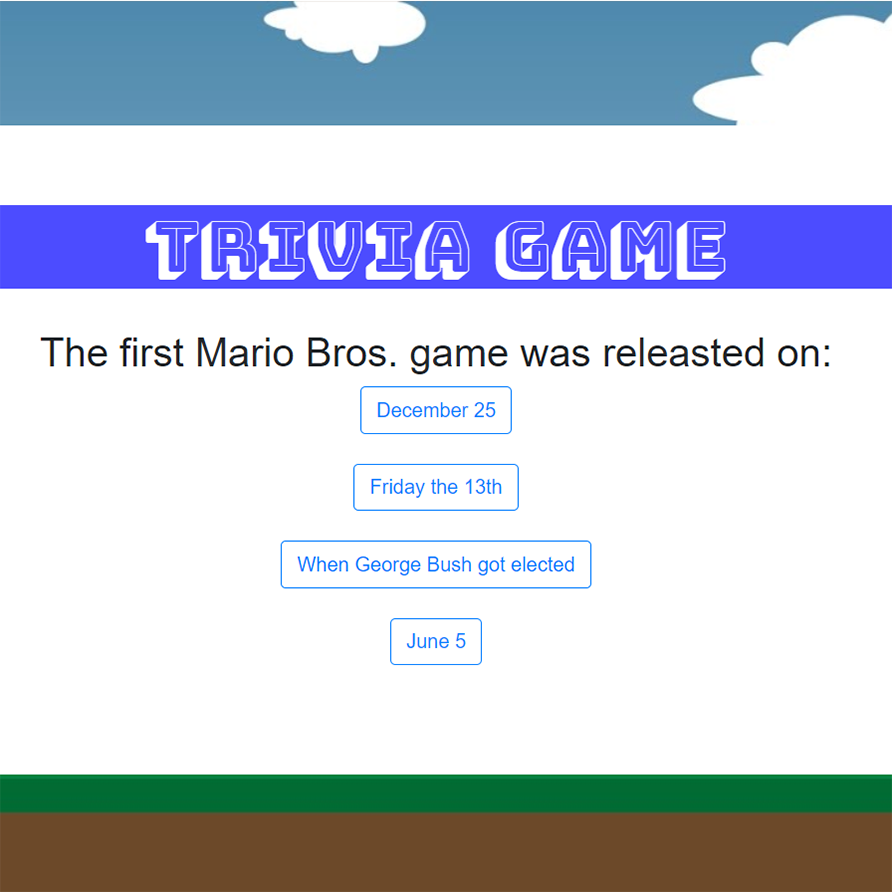 TRIVIA GAME
The first Mario Bros. game was releasted on:
December 25
Friday the 13th
When George Bush got elected
June 5